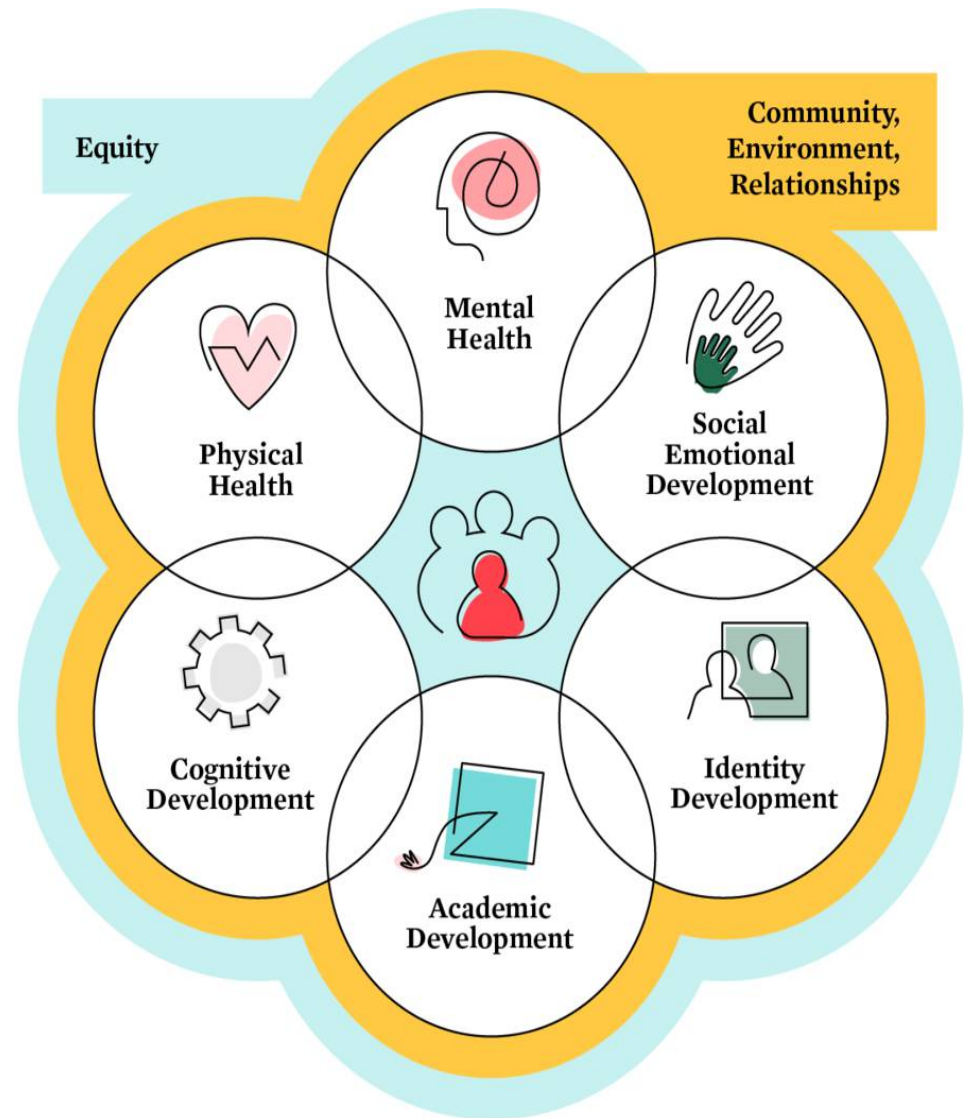 Equity
Community,
Environment,
Relationships
Mental
Health
Physical
Health
Social
Emotional
Development
Cognitive
Development
Identity
Development
Academic
Development